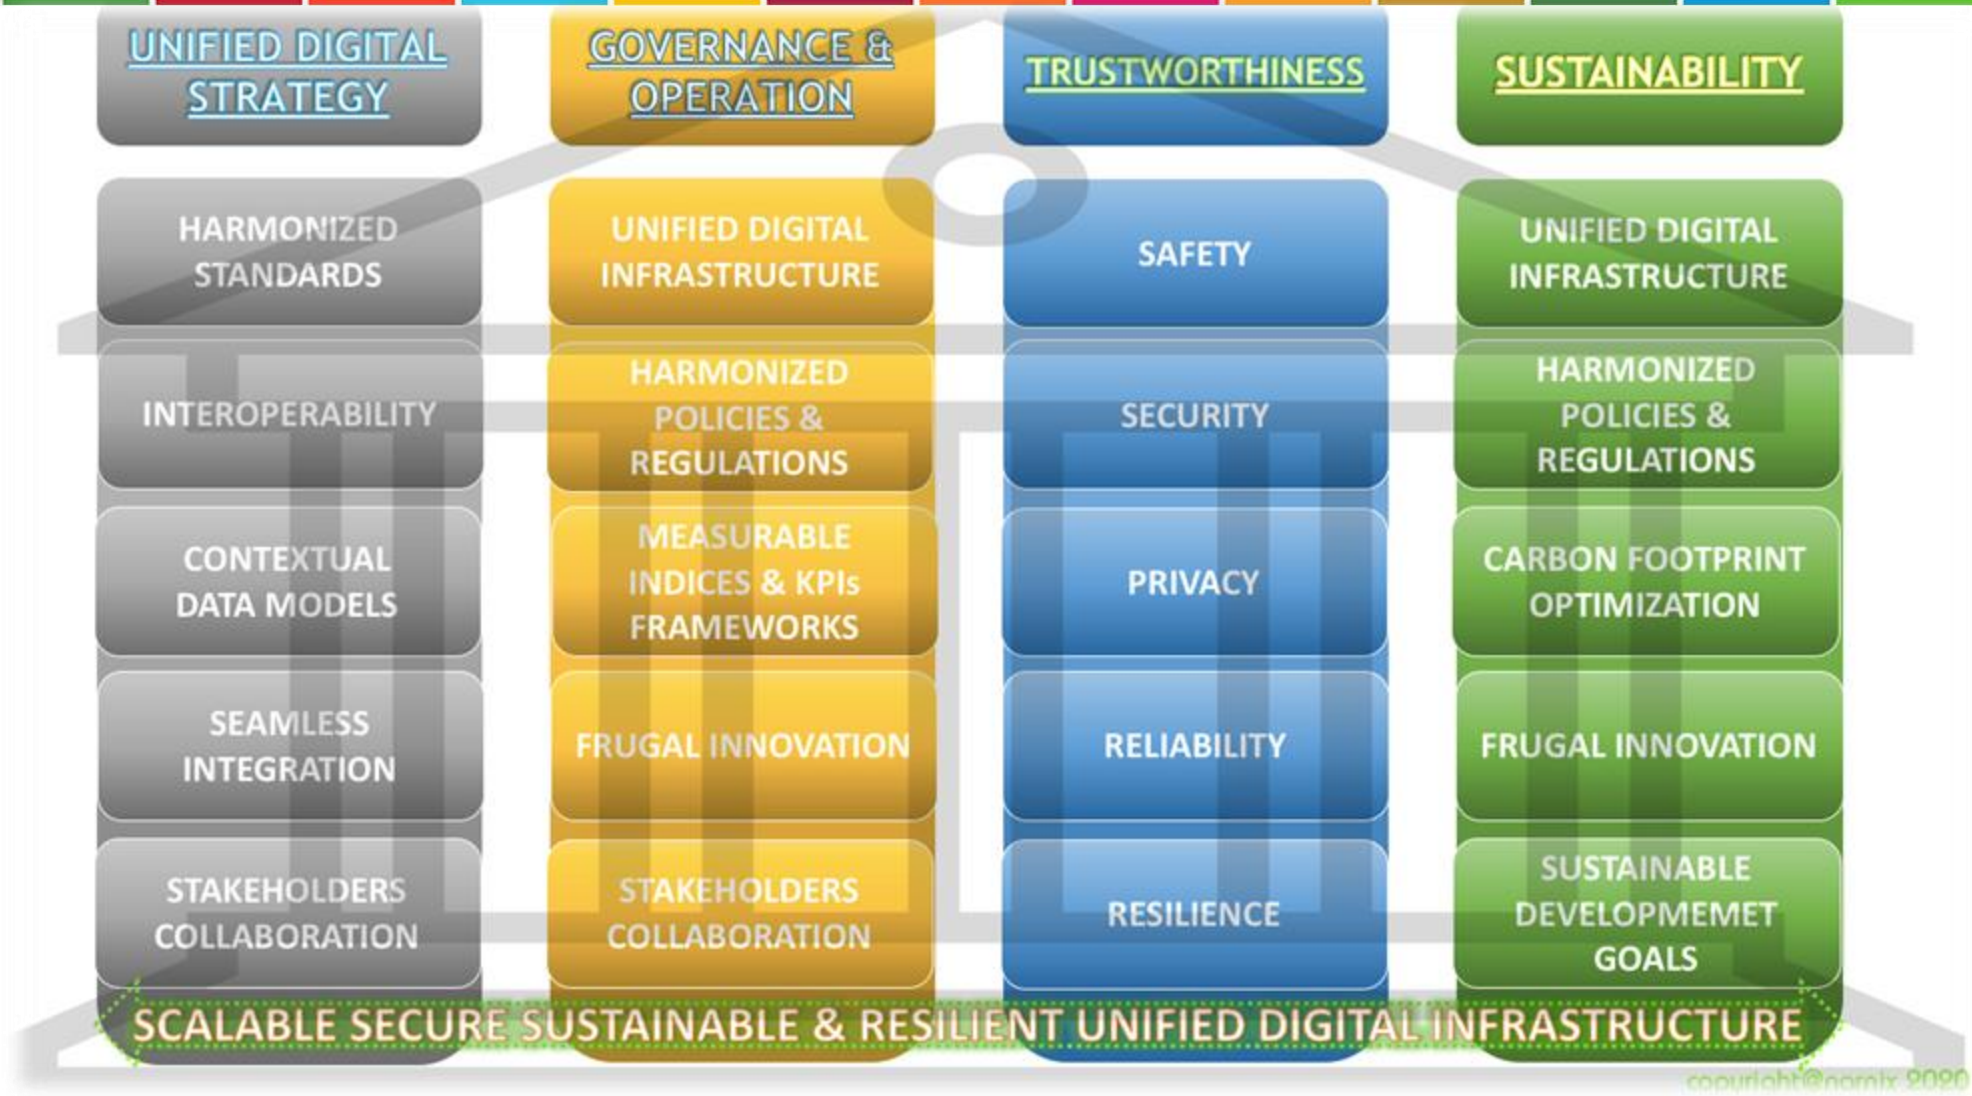 UNIFIED DIGITAL
STRATEGY
HARMONIZED
STANDARDS
INTEROPERABILITY
CONTEXTUAL
DATA MODELS
SEAMLESS
INTEGRATION
STAKEHOLDERS
COLLABORATION
GOVERNANCE &
OPERATION
UNIFIED DIGITAL
INFRASTRUCTURE
HARMONIZED
POLICIES &
REGULATIONS
MEASURABLE
INDICES & KPIs
FRAMEWORKS
FRUGAL INNOVATION
STAKEHOLDERS
COLLABORATION
TRUSTWORTHINESS
SAFETY
SECURITY
PRIVACY
RELIABILITY
RESILIENCE
SUSTAINABILITY
UNIFIED DIGITAL
INFRASTRUCTURE
HARMONIZED
POLICIES &
REGULATIONS
CARBON FOOTPRINT
OPTIMIZATION
FRUGAL INNOVATION
SUSTAINABLE
DEVELOPMEMET
GOALS
SCALABLE SECURE SUSTAINABLE & RESILIENT UNIFIED DIGITAL INFRASTRUCTURE
copyright@narnix 2020